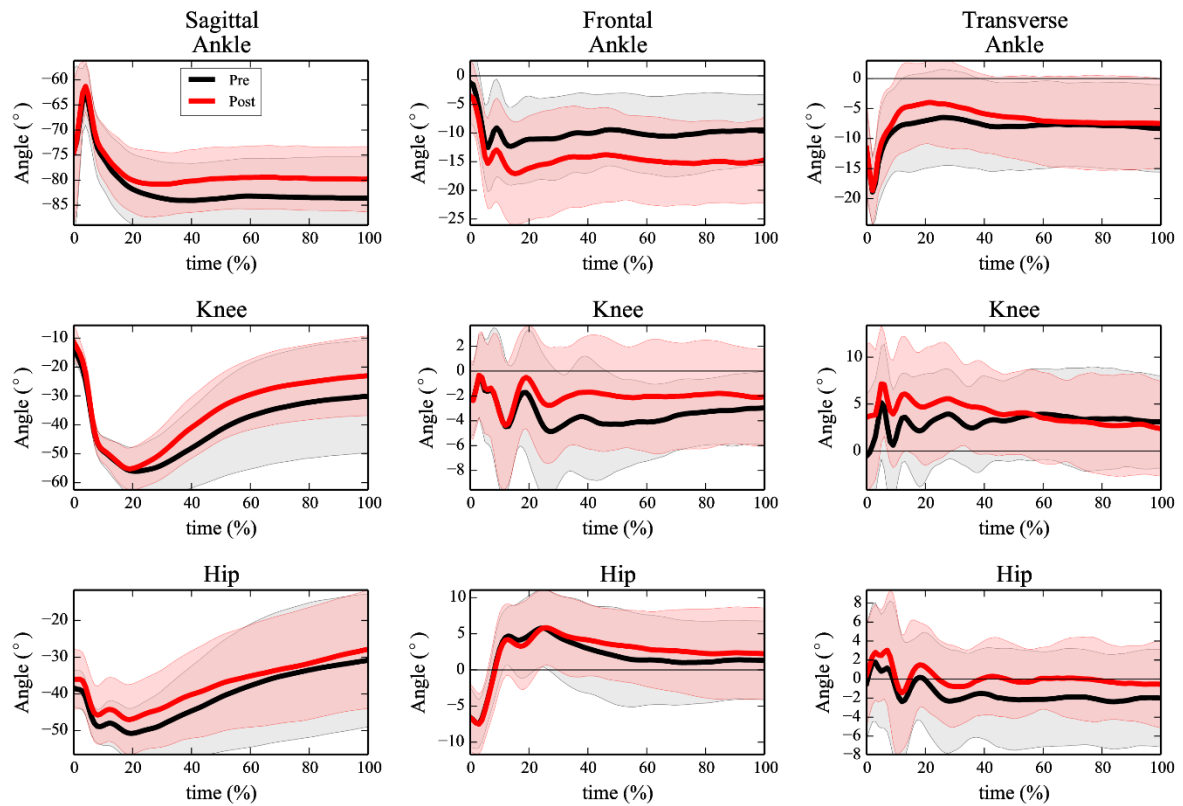 Sagittal Frontal Transverse
Ankle Ankle Ankle
Angle (°) −60 −65 −70 −75 −80 −85
Pre
Post
0 20 40 60 80 100
time (%)
Angle (°) 0 −5 −10 −15 −20 −25
0 20 40 60 80 100
time (%)
Angle (°) 0 −5 −10 −15 −20
0 20 40 60 80 100
time (%)
Knee Knee Knee
Angle (°) −10 −20 −30 −40 −50 −60
0 20 40 60 80 100
time (%)
Angle (°) 2 0 −2 −4 −6 −8
0 20 40 60 80 100
time (%)
Angle (°) 10 5 0
0 20 40 60 80 100
time (%)
Hip Hip Hip
Angle (°) −20 −30 −40 −50
0 20 40 60 80 100
time (%)
Angle (°) 10 5 0 −5 −10
0 20 40 60 80 100
time (%)
Angle (°) 8 6 4 2 0 −2 −4 −6 −8
0 20 40 60 80 100
time (%)